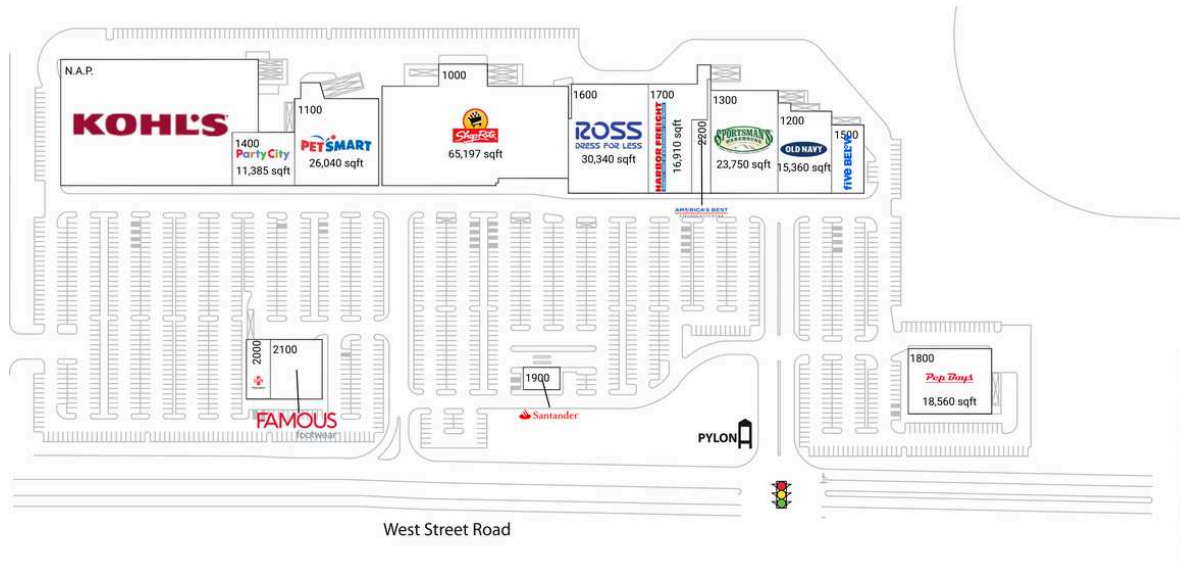 N.A.P.
KOHL'S
1400
Party City
11,385 sqft
1100
PETSMART
26,040 sqft
1000
ShopRite
65,197 sqft
1600
ROSS
DRESS FOR LESS
30,340 sqft
1700
HARBOR FREIGHT
16,910 sqft
2200
AMERICA'S BEST
1300
SPORTSMAN'S
23,750 sqft
1200
OLD NAVY
15,360 sqft
1500
five BELOW
2000
2100
FAMOUS
footwear
1900
Santander
PYLON
1800
Pep Boys
18,560 sqft
West Street Road